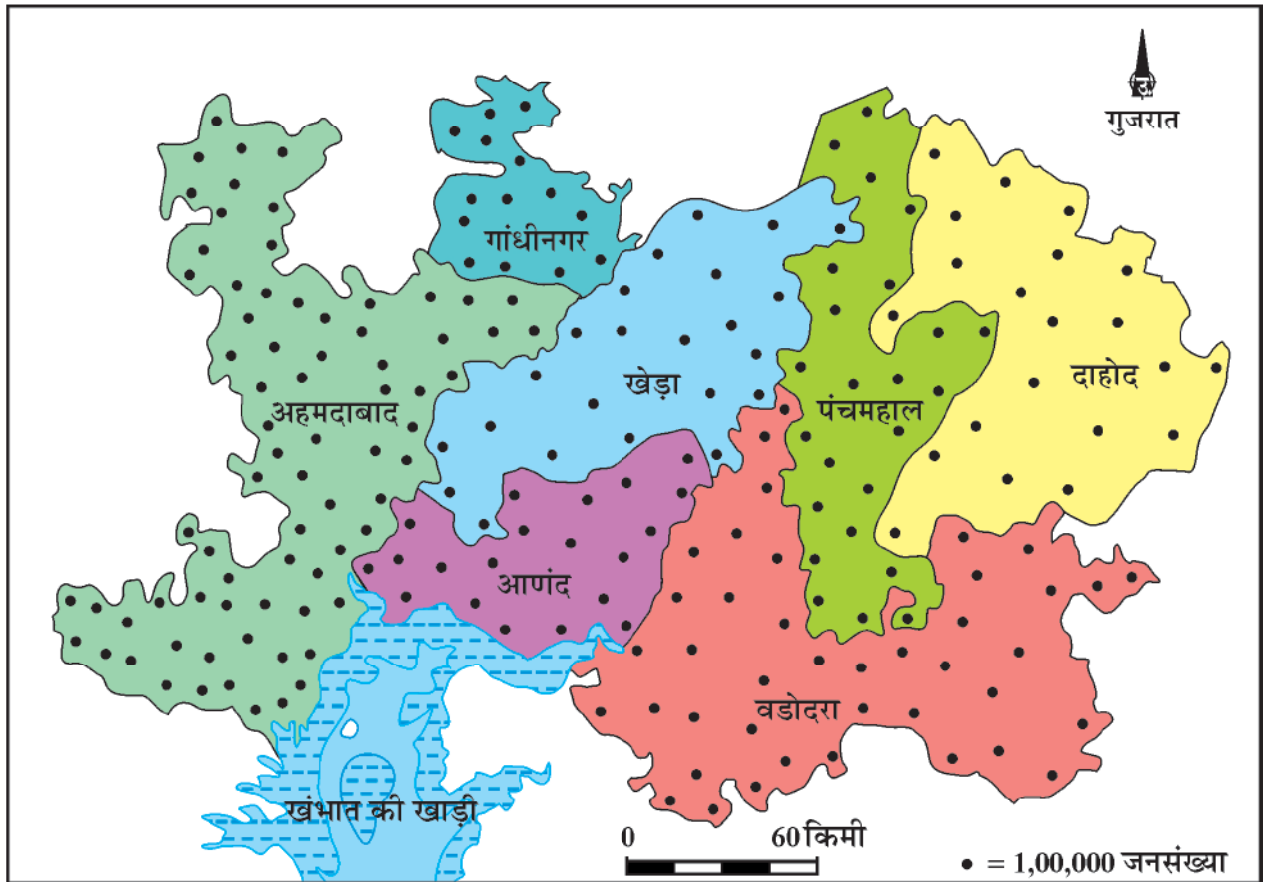 उ
गुजरात
गांधीनगर
खेड़ा
दाहोद
अहमदाबाद
पंचमहाल
आणंद
वडोदरा
खंभात की खाड़ी
0 60 किमी
• = 1,00,000 जनसंख्या